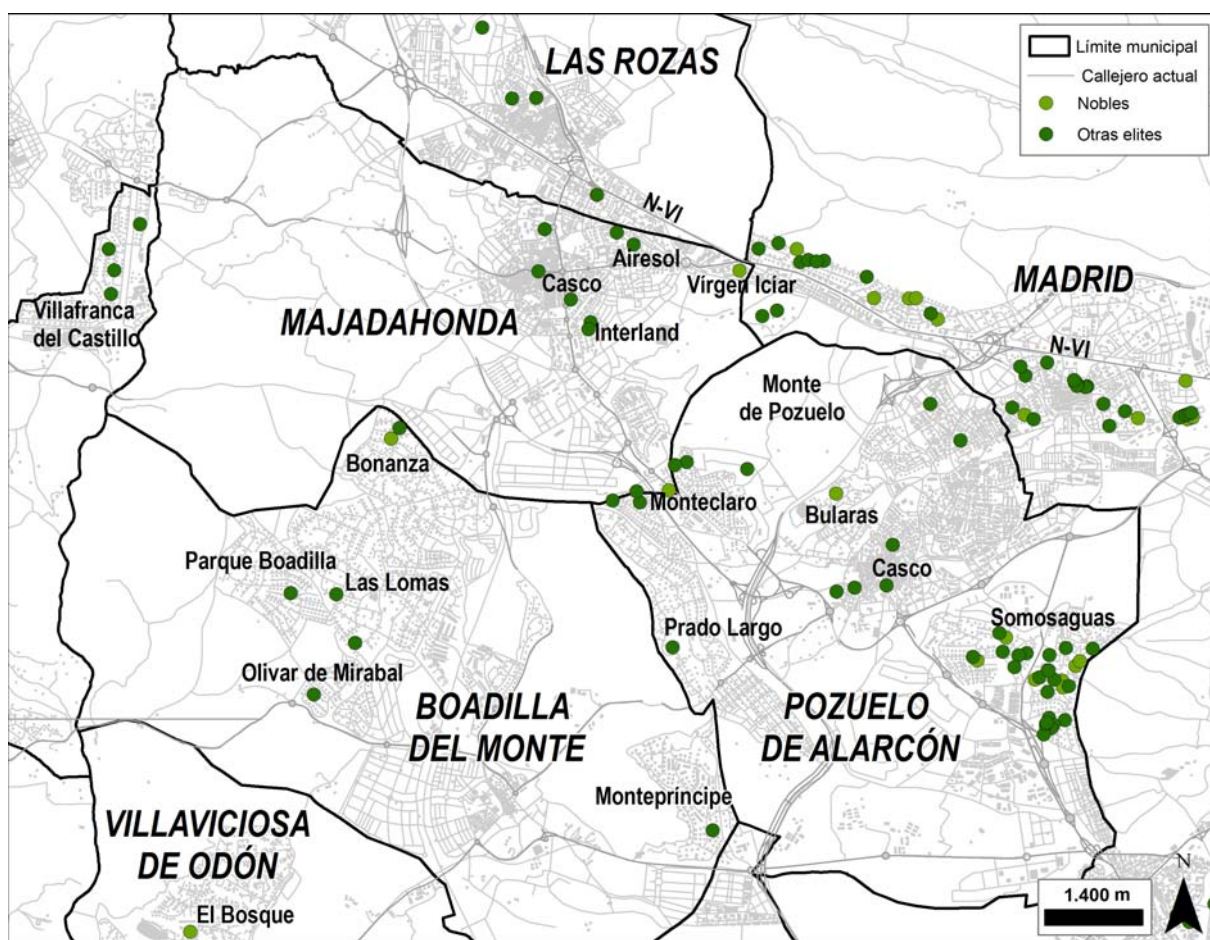 LAS ROZAS
Límite municipal
Callejero actual
Nobles
Otras elites
N-VI
Airesol
Virgen Iciar
MADRID
Casco
Villafranca
del Castillo
MAJADAHONDA
Interland
N-VI
Monte
de Pozuelo
Bonanza
Monteclaro
Bularas
Parque Boadilla
Las Lomas
Casco
Somosaguas
Prado Largo
Olivar de Mirabal
BOADILLA
DEL MONTE
POZUELO
DE ALARCÓN
Montepríncipe
VILLAVICIOSA
DE ODÓN
El Bosque
N
1.400 m